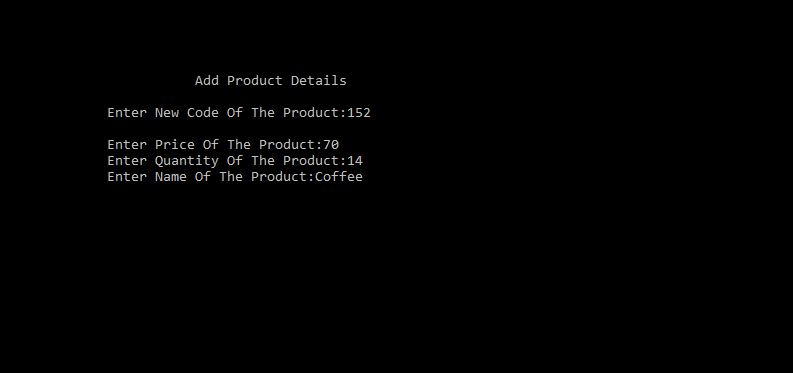 Add Product Details
Enter New Code Of The Product:152
Enter Price Of The Product:70
Enter Quantity Of The Product:14
Enter Name Of The Product:Coffee